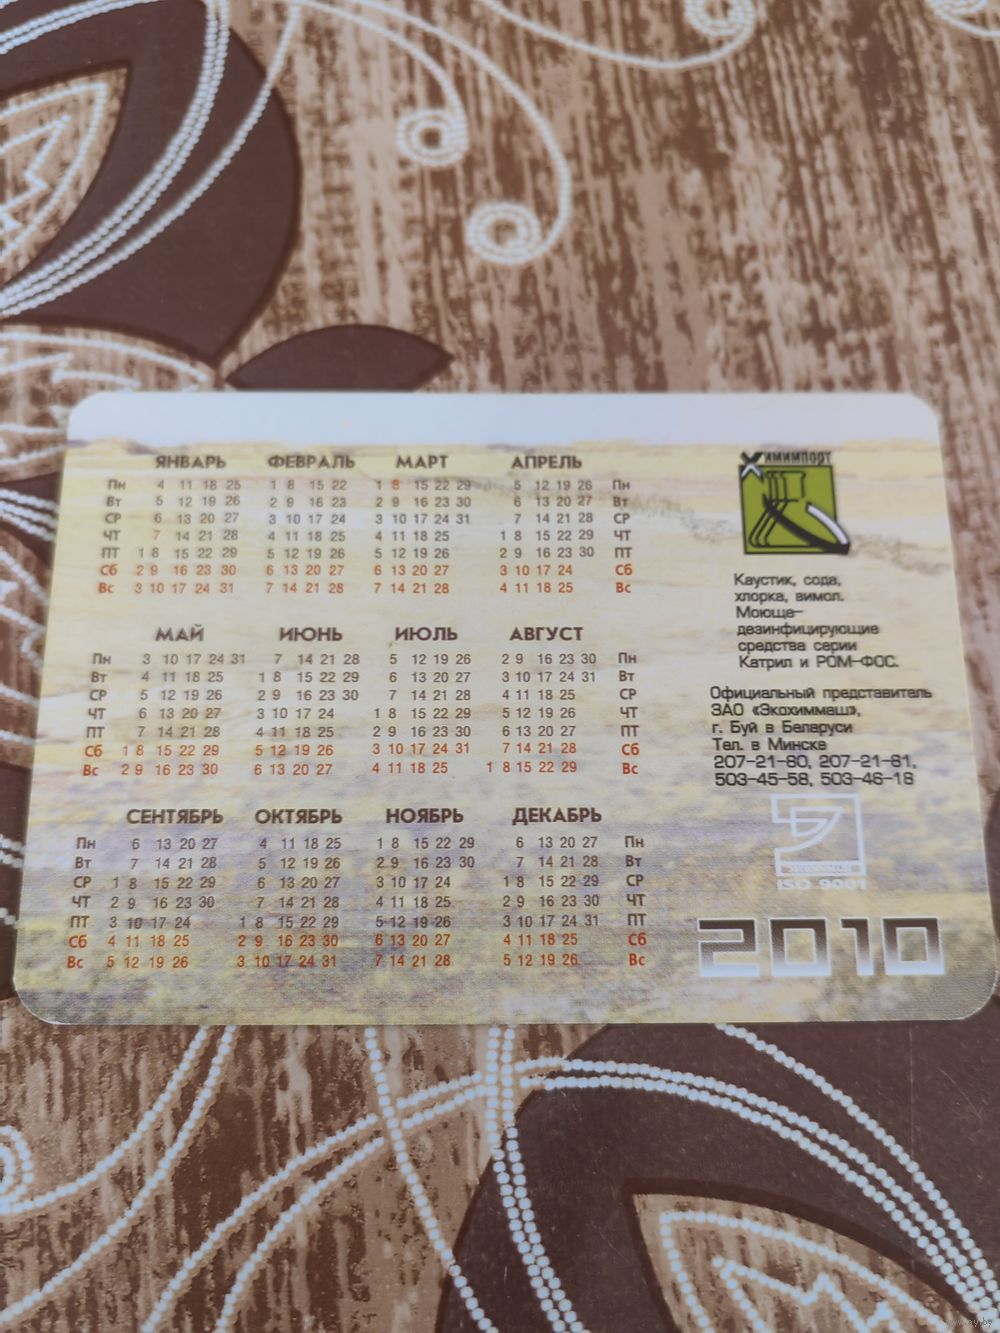 ЯНВАРЬ ФЕВРАЛЬ МАРТ АПРЕЛЬ
Пн 4 11 18 25 1 8 15 22 1 8 15 22 29 5 12 19 26 Пн
Вт 5 12 19 26 2 9 16 23 2 9 16 23 30 6 13 20 27 Вт
СР 6 13 20 27 3 10 17 24 3 10 17 24 31 7 14 21 28 СР
ЧТ 7 14 21 28 4 11 18 25 4 11 18 25 1 8 15 22 29 ЧТ
ПТ 1 8 15 22 29 5 12 19 26 5 12 19 26 2 9 16 23 30 ПТ
Сб 2 9 16 23 30 6 13 20 27 6 13 20 27 3 10 17 24 Сб
Вс 3 10 17 24 31 7 14 21 28 7 14 21 28 4 11 18 25 Вс
МАЙ ИЮНЬ ИЮЛЬ АВГУСТ
Пн 3 10 17 24 31 7 14 21 28 5 12 19 26 2 9 16 23 30 Пн
Вт 4 11 18 25 1 8 15 22 29 6 13 20 27 3 10 17 24 31 Вт
СР 5 12 19 26 2 9 16 23 30 7 14 21 28 4 11 18 25 СР
ЧТ 6 13 20 27 3 10 17 24 1 8 15 22 29 5 12 19 26 ЧТ
ПТ 7 14 21 28 4 11 18 25 2 9 16 23 30 6 13 20 27 ПТ
Сб 1 8 15 22 29 5 12 19 26 3 10 17 24 31 7 14 21 28 Сб
Вс 2 9 16 23 30 6 13 20 27 4 11 18 25 1 8 15 22 29 Вс
СЕНТЯБРЬ ОКТЯБРЬ НОЯБРЬ ДЕКАБРЬ
Пн 6 13 20 27 4 11 18 25 1 8 15 22 29 6 13 20 27 Пн
Вт 7 14 21 28 5 12 19 26 2 9 16 23 30 7 14 21 28 Вт
СР 1 8 15 22 29 6 13 20 27 3 10 17 24 1 8 15 22 29 СР
ЧТ 2 9 16 23 30 7 14 21 28 4 11 18 25 2 9 16 23 30 ЧТ
ПТ 3 10 17 24 1 8 15 22 29 5 12 19 26 3 10 17 24 31 ПТ
Сб 4 11 18 25 2 9 16 23 30 6 13 20 27 4 11 18 25 Сб
Вс 5 12 19 26 3 10 17 24 31 7 14 21 28 5 12 19 26 Вс
ХИМИМПОРТ
Каустик, сода,
хлорка, вимол.
Моюще-
дезинфицирующие
средства серии
Катрил и РОМ-ФОС.
Официальный представитель
ЗАО «Экохиммаш»,
г. Буй в Беларуси
Тел. в Минске
207-21-80, 207-21-81,
503-45-58, 503-46-18
ЭКОХИММАШ
ISO 9001
2010